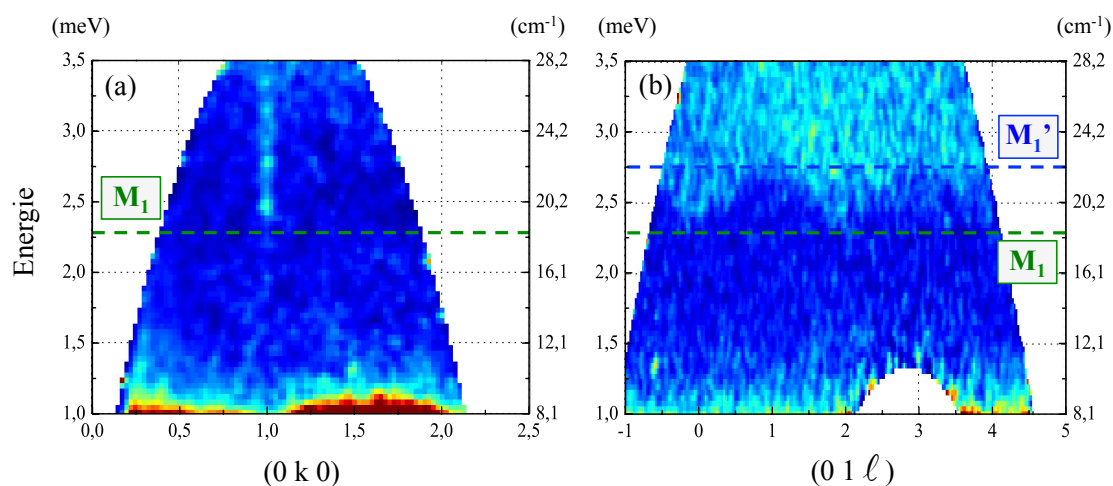 (meV) (cm-1) (meV) (cm-1)
3,5 28,2 3,5 28,2
(a) (b)
3,0 24,2 3,0 24,2
M1'
M1 2,5 20,2 2,5 20,2
Energie
2,0 16,1 2,0 M1 16,1
1,5 12,1 1,5 12,1
1,0 8,1 1,0 8,1
0,0 0,5 1,0 1,5 2,0 2,5 -1 0 1 2 3 4 5
(0 k 0) (0 1 ℓ )